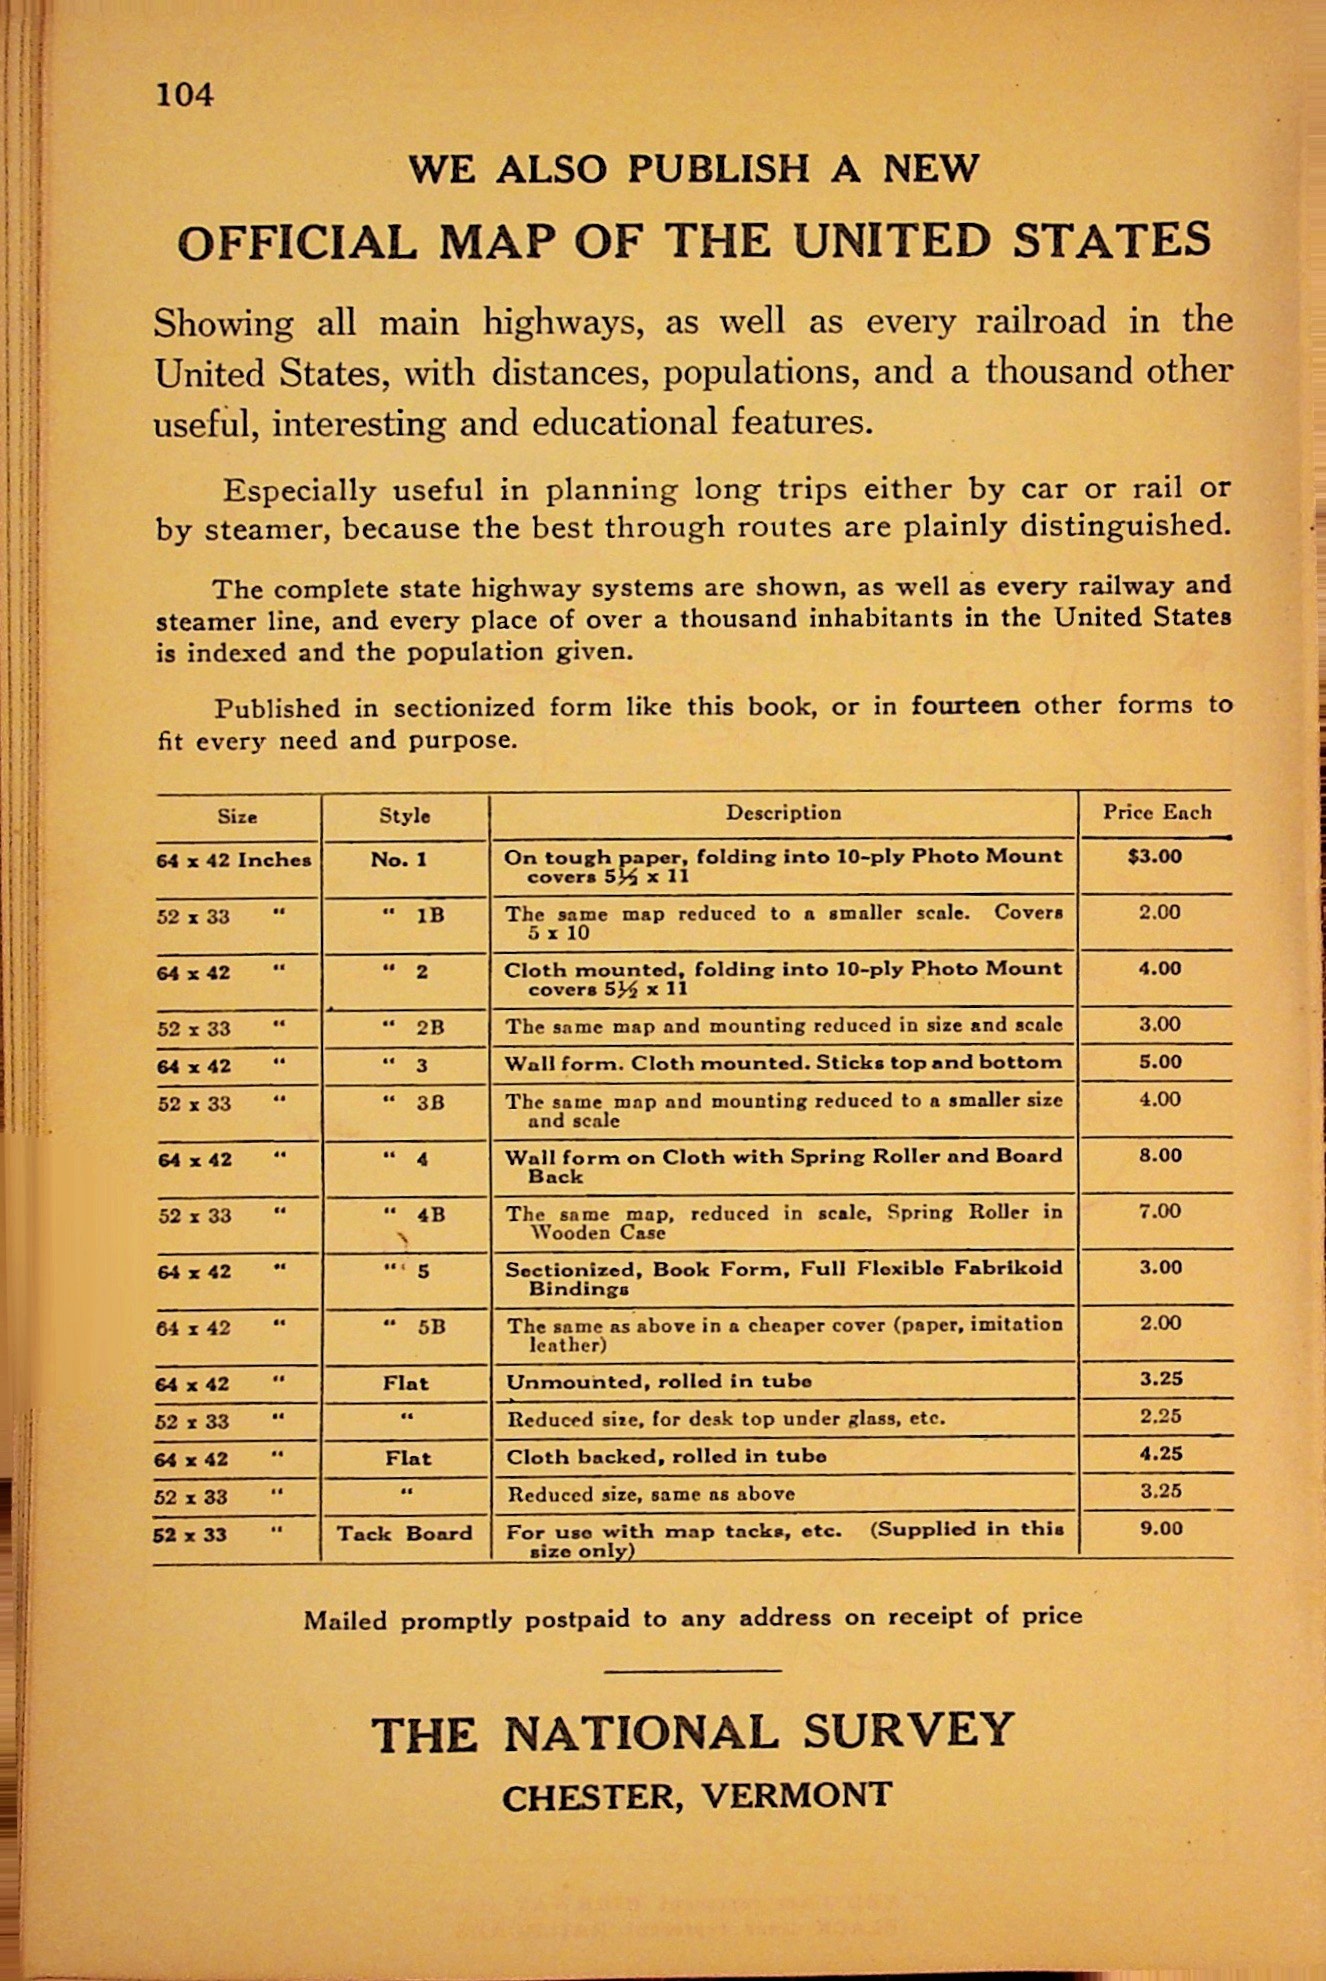 104
WE ALSO PUBLISH A NEW
OFFICIAL MAP OF THE UNITED STATES
Showing all main highways, as well as every railroad in the
United States, with distances, populations, and a thousand other
useful, interesting and educational features.
Especially useful in planning long trips either by car or rail or
by steamer, because the best through routes are plainly distinguished.
The complete state highway systems are shown, as well as every railway and
steamer line, and every place of over a thousand inhabitants in the United States
is indexed and the population given.
Published in sectionized form like this book, or in fourteen other forms to
fit every need and purpose.
Size Style Description Price Each
64 x 42 Inches No. 1 On tough paper, folding into 10-ply Photo Mount $3.00
covers 5½ x 11
52 x 33 " " 1B The same map reduced to a smaller scale. Covers 2.00
5 x 10
64 x 42 " " 2 Cloth mounted, folding into 10-ply Photo Mount 4.00
covers 5½ x 11
52 x 33 " " 2B The same map and mounting reduced in size and scale 3.00
64 x 42 " " 3 Wall form. Cloth mounted. Sticks top and bottom 5.00
52 x 33 " " 3B The same map and mounting reduced to a smaller size 4.00
and scale
64 x 42 " " 4 Wall form on Cloth with Spring Roller and Board 8.00
Back
52 x 33 " " 4B The same map, reduced in scale, Spring Roller in 7.00
Wooden Case
64 x 42 " " 5 Sectionized, Book Form, Full Flexible Fabrikoid 3.00
Bindings
64 x 42 " " 5B The same as above in a cheaper cover (paper, imitation 2.00
leather)
64 x 42 " Flat Unmounted, rolled in tube 3.25
52 x 33 " " Reduced size, for desk top under glass, etc. 2.25
64 x 42 " Flat Cloth backed, rolled in tube 4.25
52 x 33 " " Reduced size, same as above 3.25
52 x 33 " Tack Board For use with map tacks, etc. (Supplied in this 9.00
size only)
Mailed promptly postpaid to any address on receipt of price
THE NATIONAL SURVEY
CHESTER, VERMONT